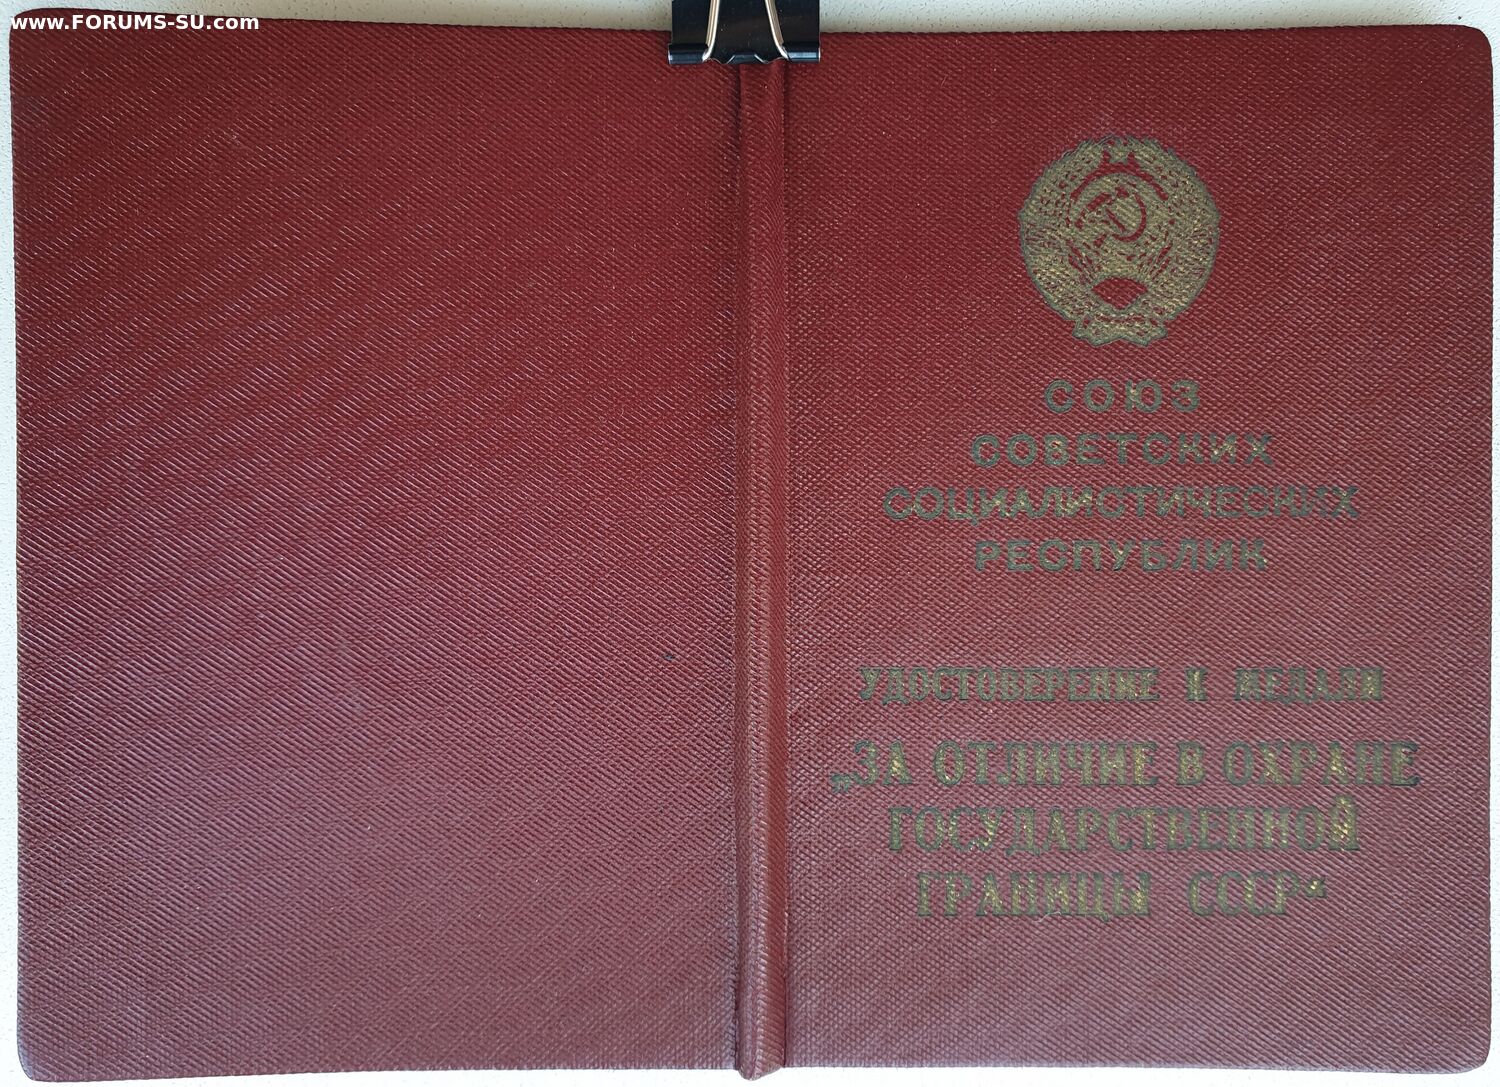 www.FORUMS-SU.com
СОЮЗ
СОВЕТСКИХ
СОЦИАЛИСТИЧЕСКИХ
РЕСПУБЛИК
УДОСТОВЕРЕНИЕ К МЕДАЛИ
„ЗА ОТЛИЧИЕ В ОХРАНЕ
ГОСУДАРСТВЕННОЙ
ГРАНИЦЫ СССР“